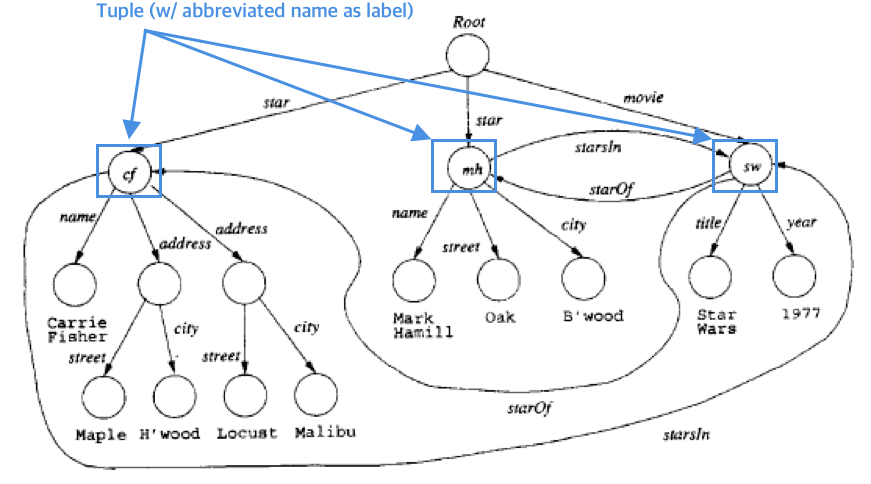 Tuple (w/ abbreviated name as label)
Root
star
star
movie
cf
mh
sw
starsIn
starOf
name
address
address
name
street
city
title
year
Carrie
Fisher
Mark
Hamill
Oak
B'wood
Star
Wars
1977
street
city
street
city
Maple
H'wood
Locust
Malibu
starOf
starsIn